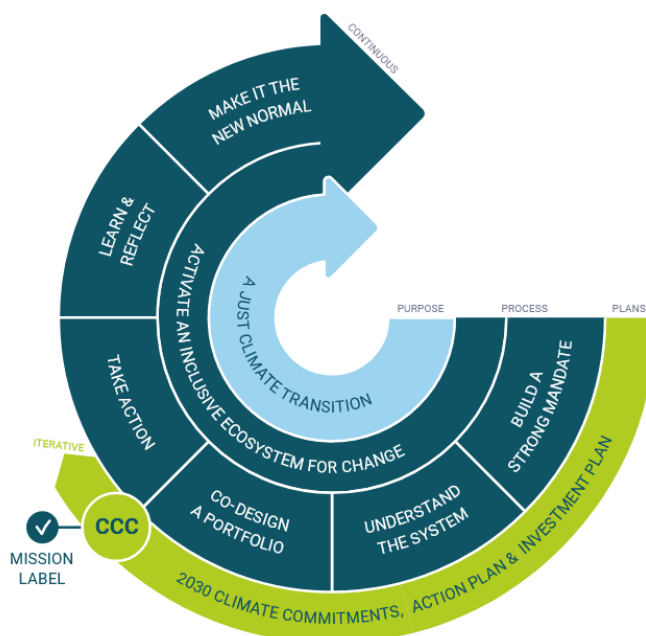 CONTINUOUS
MAKE IT THE
NEW NORMAL
LEARN &
REFLECT
ACTIVATE AN INCLUSIVE ECOSYSTEM FOR CHANGE
A JUST CLIMATE TRANSITION
PURPOSE
PROCESS
PLANS
BUILD A
STRONG MANDATE
TAKE ACTION
ITERATIVE
CO-DESIGN
A PORTFOLIO
UNDERSTAND
THE SYSTEM
CCC
MISSION
LABEL
2030 CLIMATE COMMITMENTS, ACTION PLAN & INVESTMENT PLAN